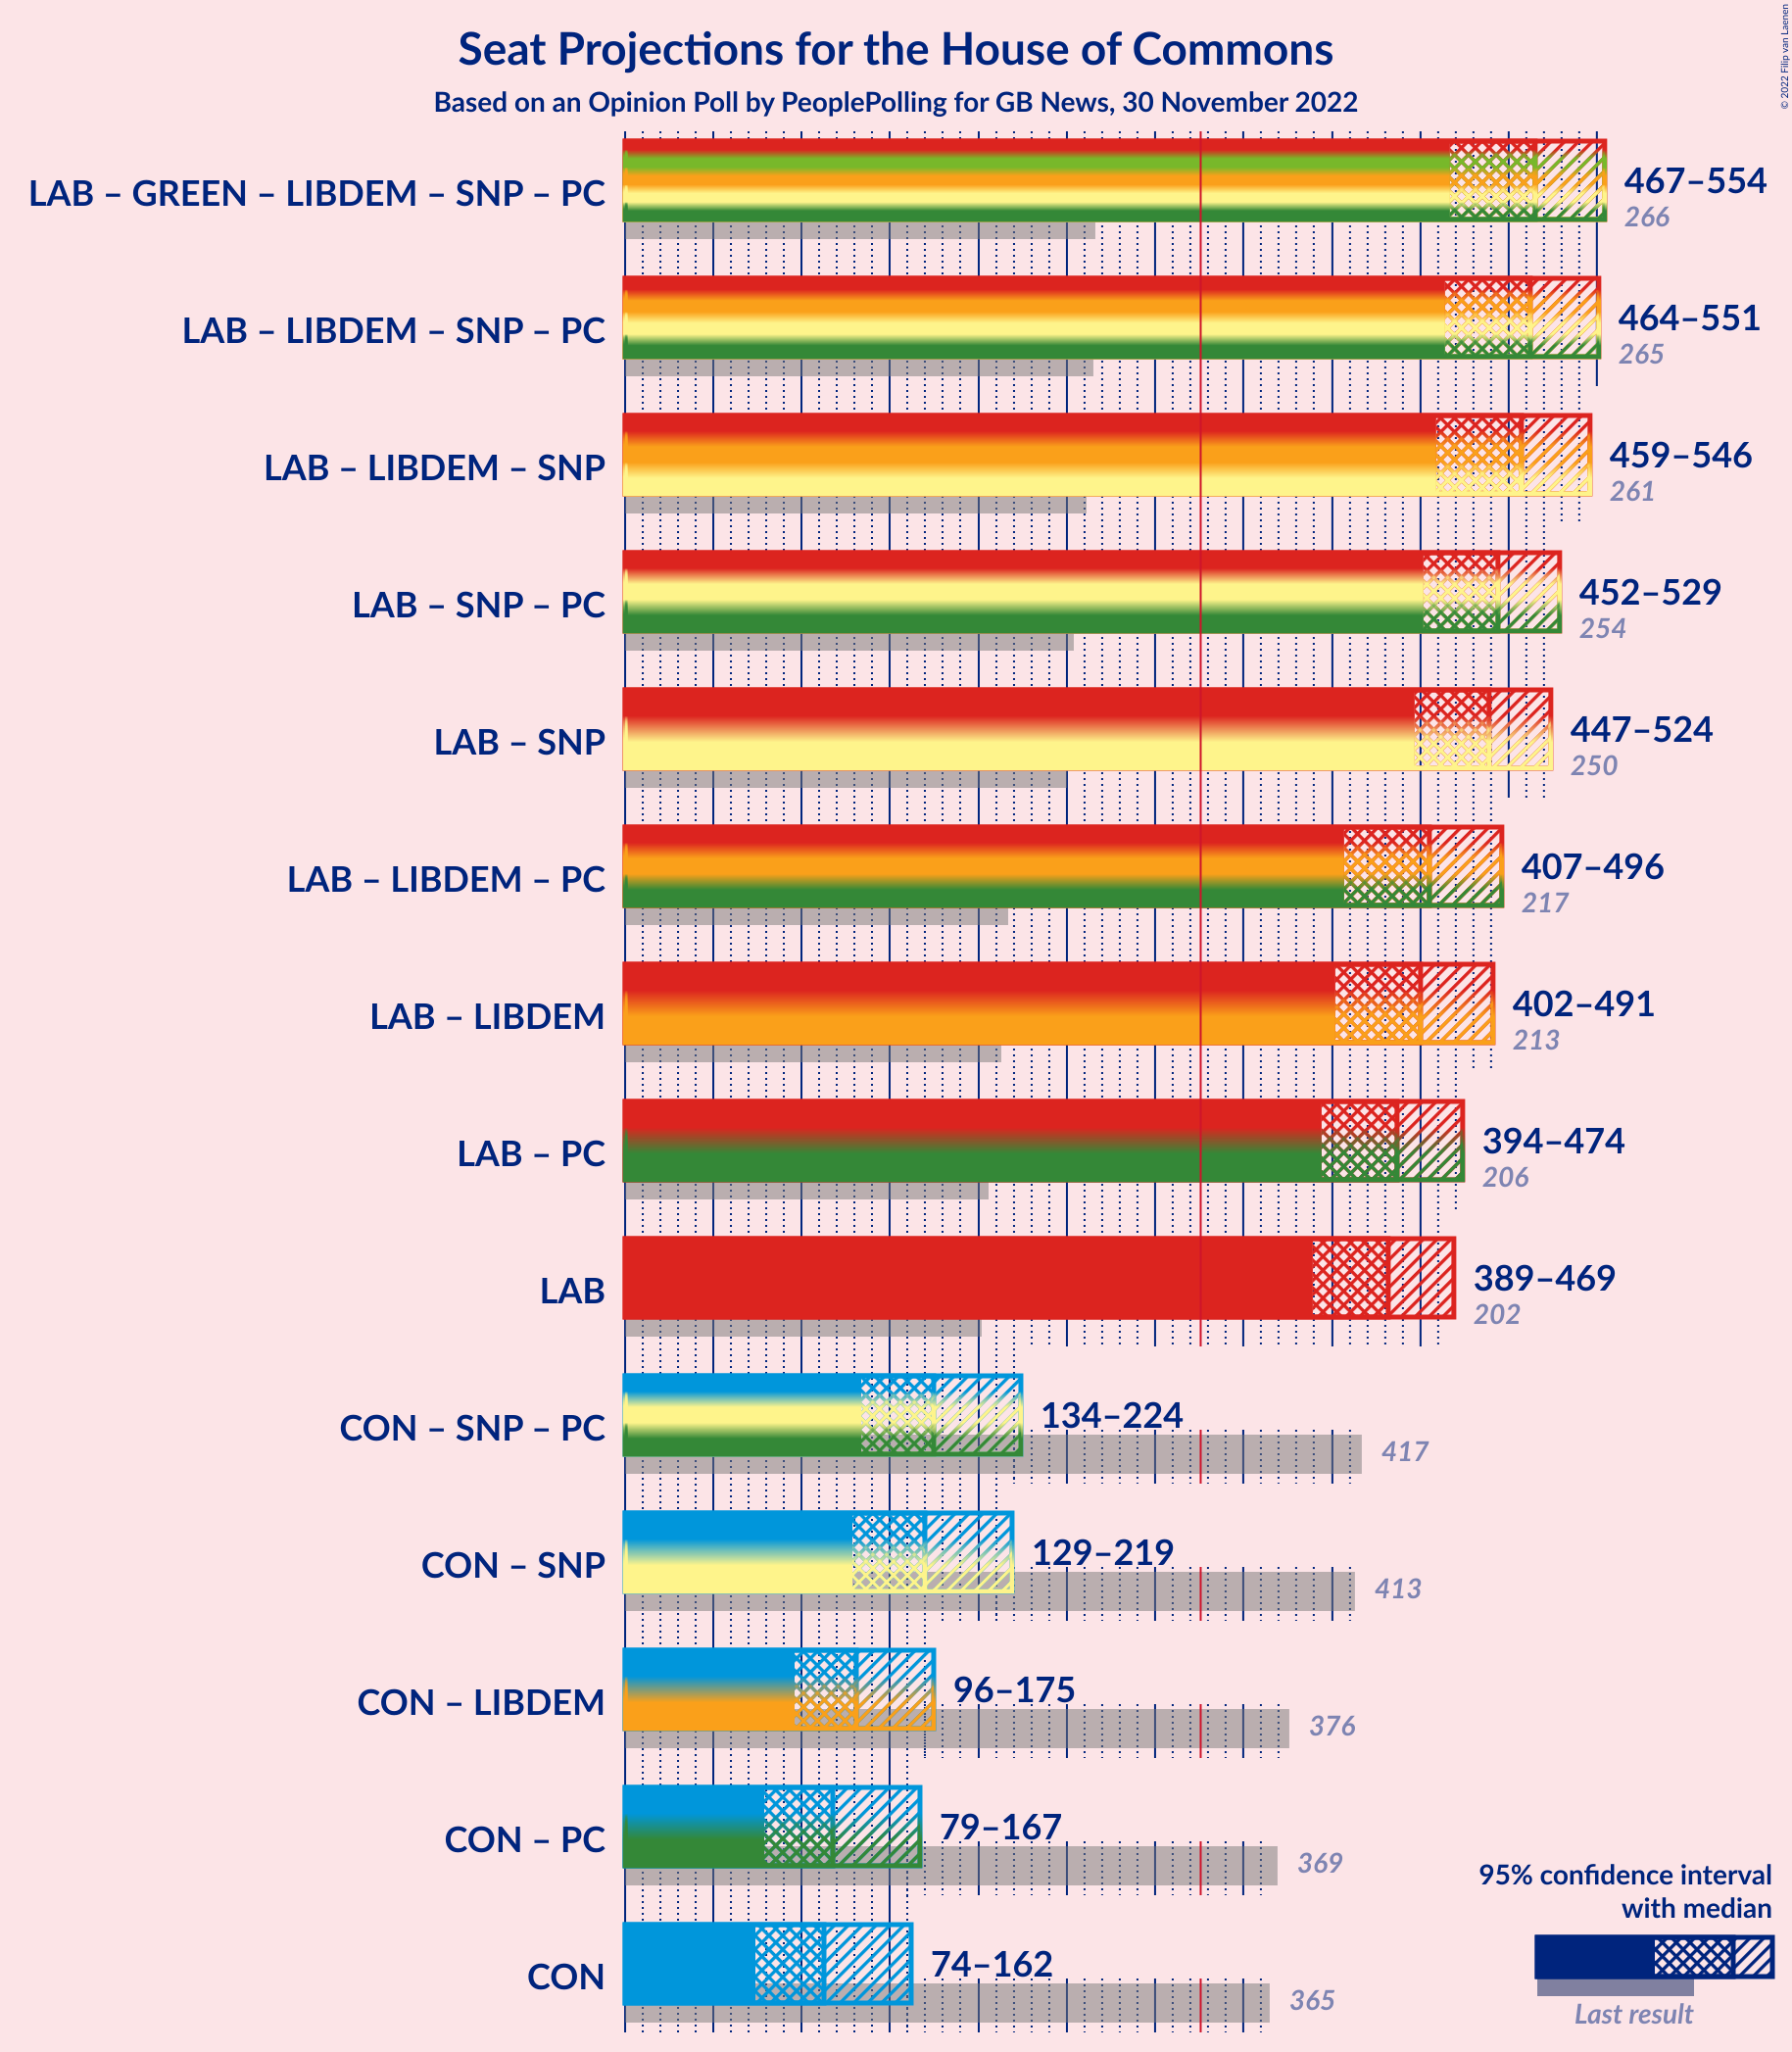 Seat Projections for the House of Commons
Based on an Opinion Poll by PeoplePolling for GB News, 30 November 2022
© 2022 Filip van Laenen
LAB – GREEN – LIBDEM – SNP – PC
467–554
266
LAB – LIBDEM – SNP – PC
464–551
265
LAB – LIBDEM – SNP
459–546
261
LAB – SNP – PC
452–529
254
LAB – SNP
447–524
250
LAB – LIBDEM – PC
407–496
217
LAB – LIBDEM
402–491
213
LAB – PC
394–474
206
LAB
389–469
202
CON – SNP – PC
134–224
417
CON – SNP
129–219
413
CON – LIBDEM
96–175
376
CON – PC
79–167
369
CON
74–162
365
95% confidence interval
with median
Last result